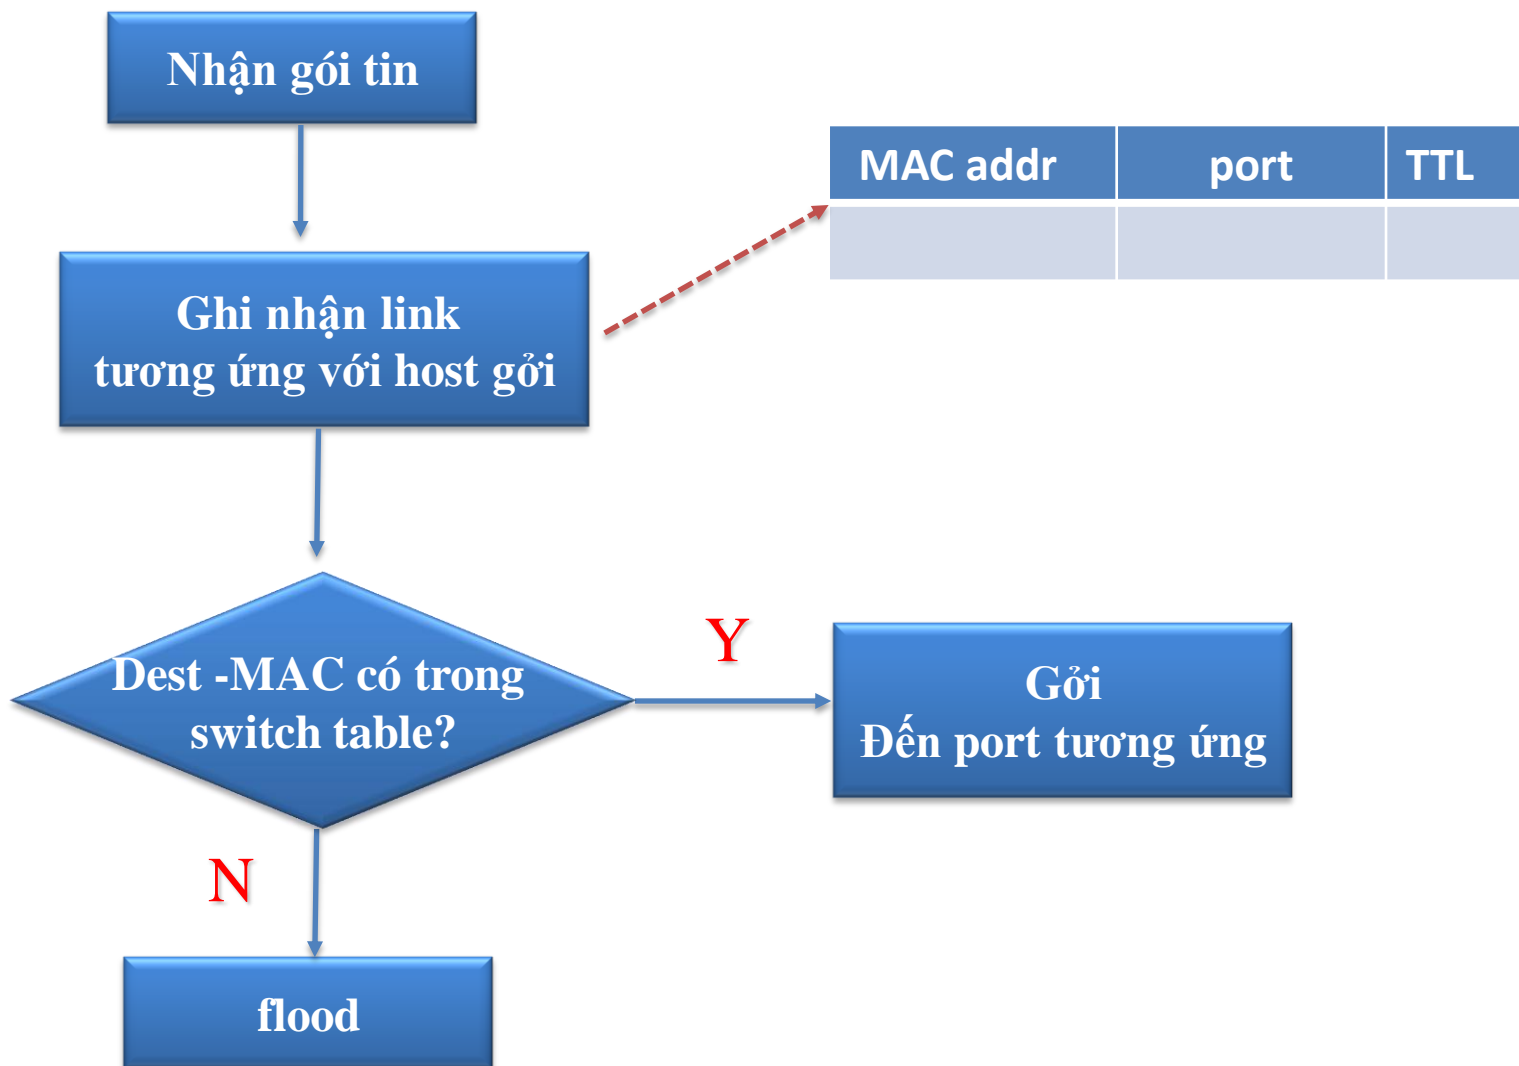 Nhận gói tin
MAC addr port TTL
Ghi nhận link
tương ứng với host gởi
Dest -MAC có trong
switch table?
Y
Gởi
Đến port tương ứng
N
flood